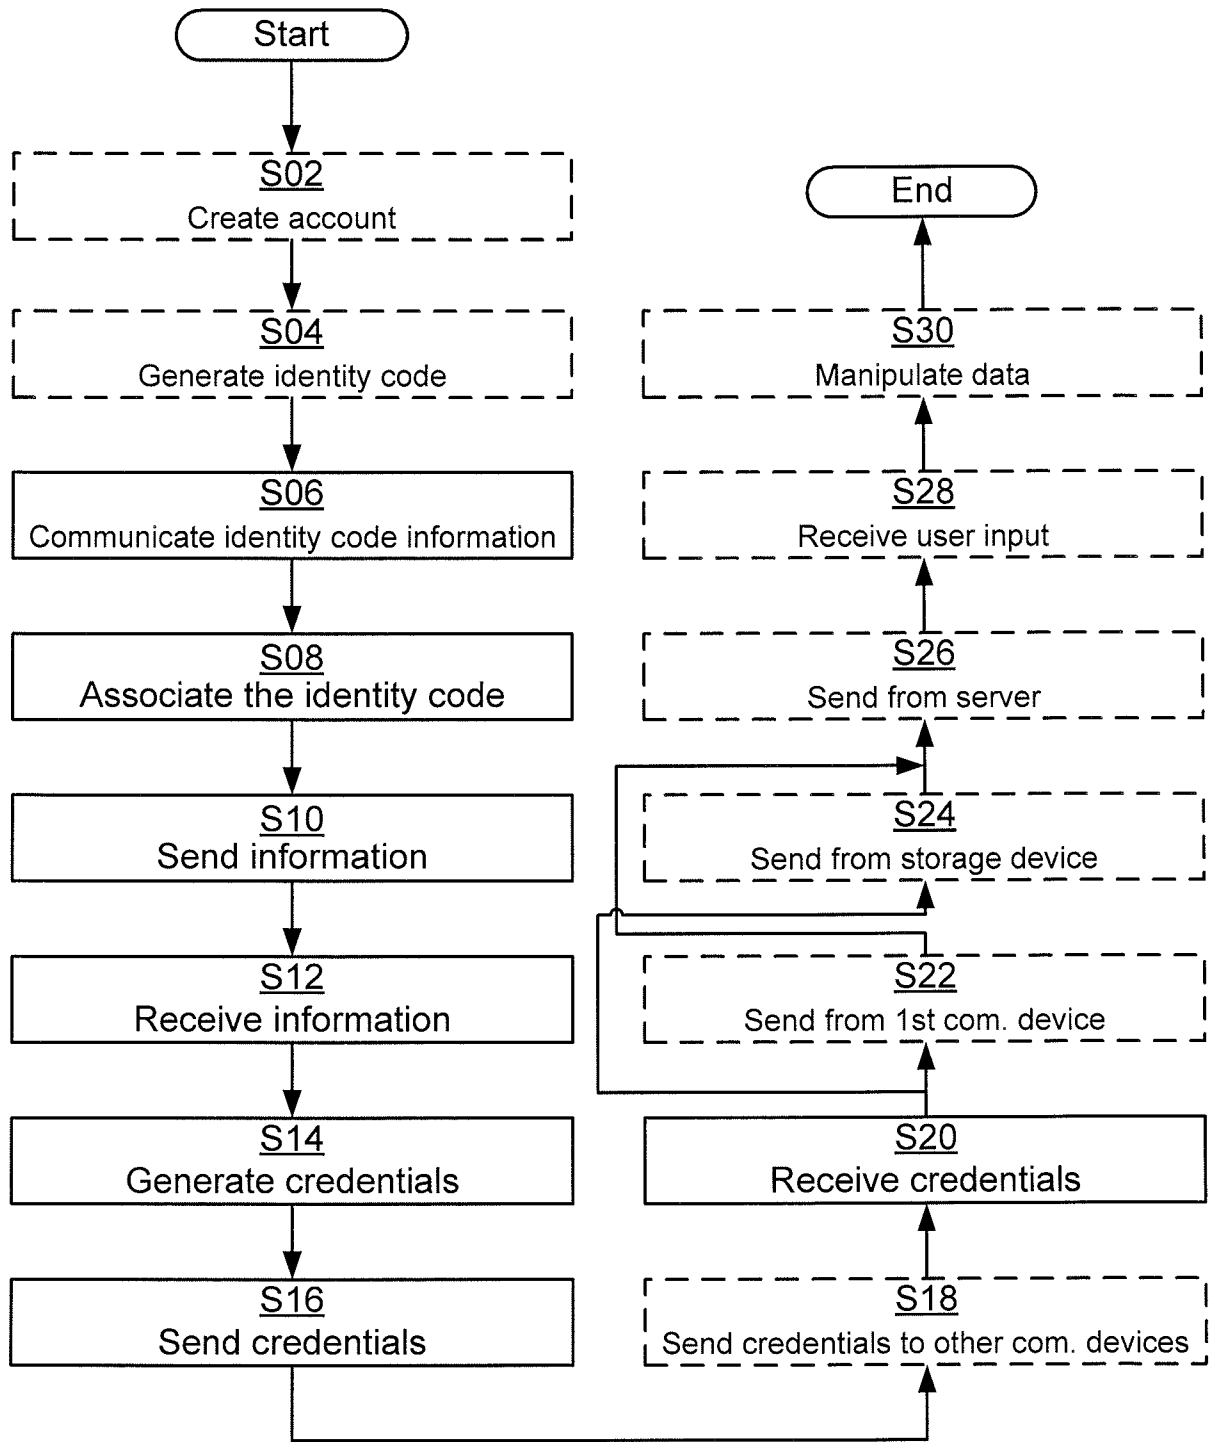 Start
S02
Create account
S04
Generate identity code
S06
Communicate identity code information
S08
Associate the identity code
S10
Send information
S12
Receive information
S14
Generate credentials
S16
Send credentials
End
S30
Manipulate data
S28
Receive user input
S26
Send from server
S24
Send from storage device
S22
Send from 1st com. device
S20
Receive credentials
S18
Send credentials to other com. devices